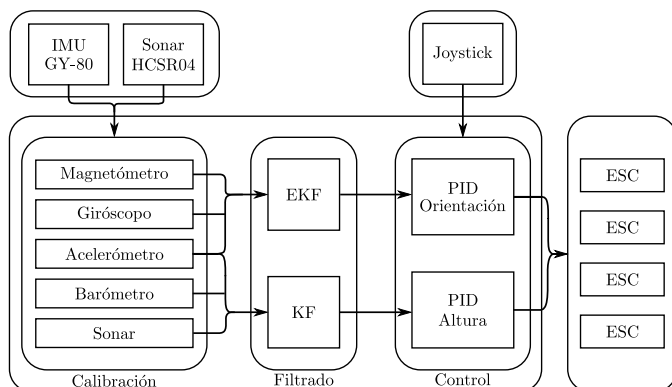 IMU
GY-80
Sonar
HCSR04
Joystick
Magnetómetro
Giróscopo
Acelerómetro
Barómetro
Sonar
Calibración
EKF
KF
Filtrado
PID
Orientación
PID
Altura
Control
ESC
ESC
ESC
ESC